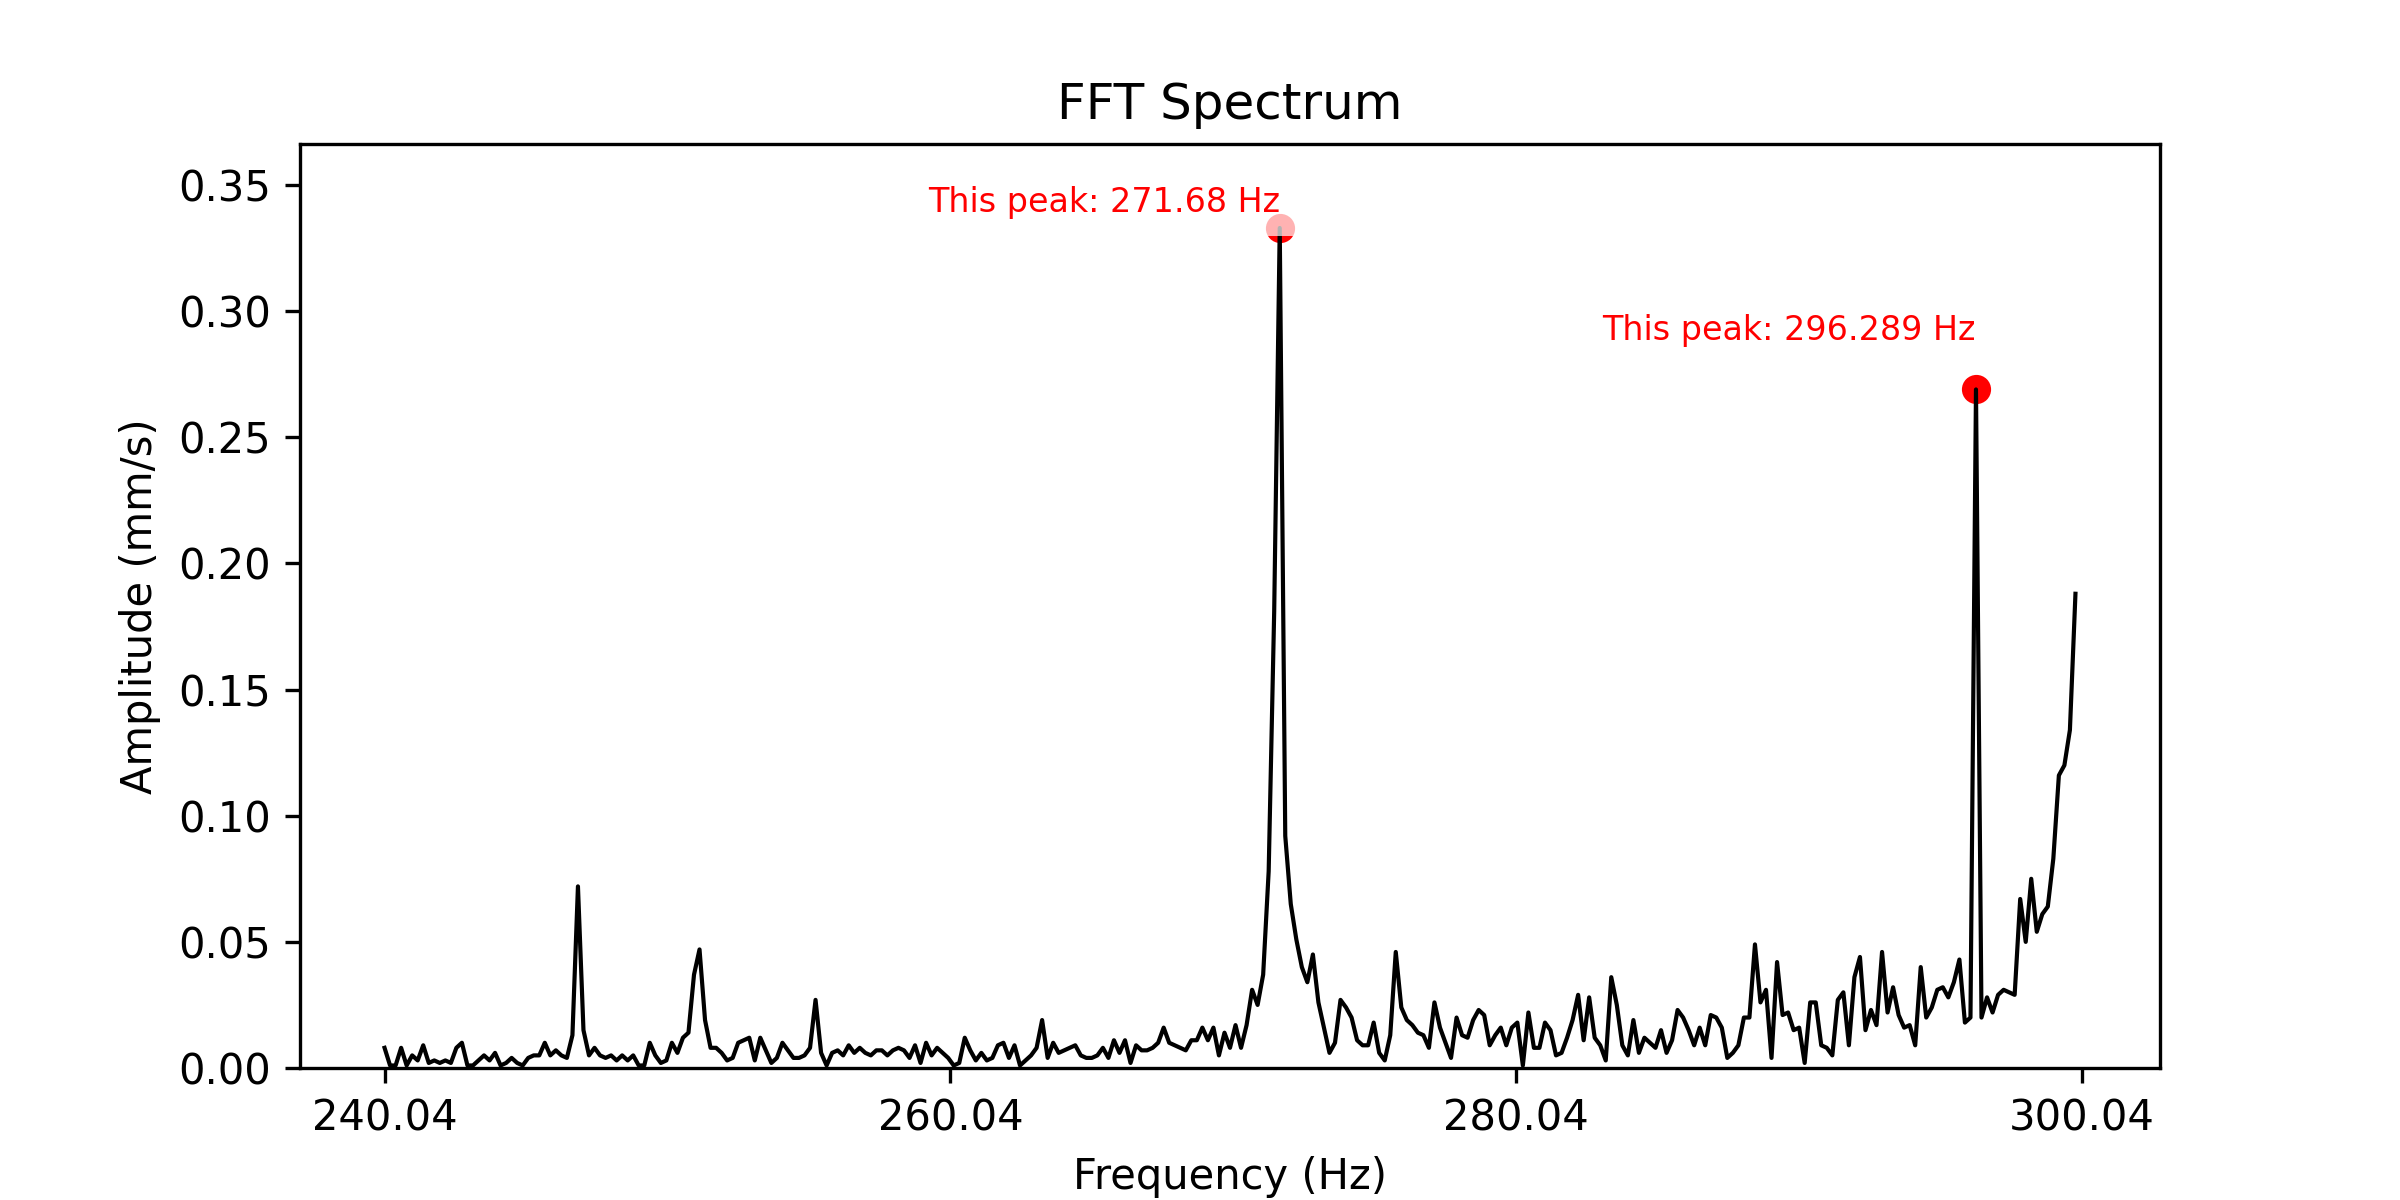 FFT Spectrum
0.35
This peak: 271.68 Hz
0.30
This peak: 296.289 Hz
0.25
0.20
0.15
0.10
0.05
0.00
Amplitude (mm/s)
240.04 260.04 280.04 300.04
Frequency (Hz)